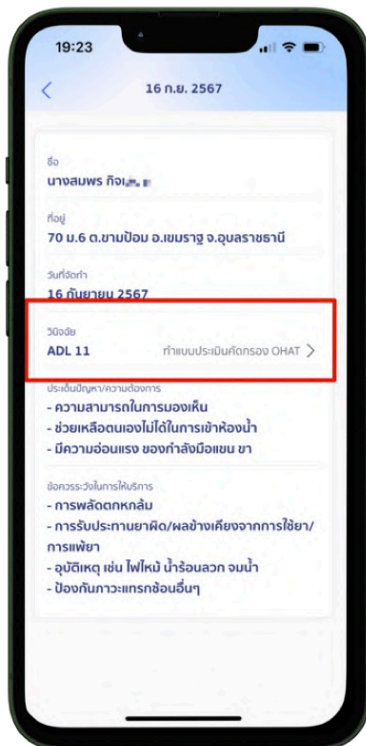 19:23
16 ก.ย. 2567
ชื่อ
นางสมพร
ที่อยู่
70 ม.6 ต.ขามป้อม อ.เขมราฐ จ.อุบลราชธานี
วันที่จัดทำ
16 กันยายน 2567
วินิจฉัย
ADL 11 ทำแบบประเมินคัดกรอง OHAT
ประเด็นปัญหา/ความต้องการ
- ความสามารถในการมองเห็น
- ช่วยเหลือตนเองไม่ได้ในการเข้าห้องน้ำ
- มีความอ่อนแรง ของกำลังมือแขน ขา
ข้อควรระวังในการให้บริการ
- การพลัดตกหกล้ม
- การรับประทานยาผิด/ผลข้างเคียงจากการใช้ยา/
การแพ้ยา
- อุบัติเหตุ เช่น ไฟไหม้ น้ำร้อนลวก จมน้ำ
- ป้องกันภาวะแทรกซ้อนอื่นๆ